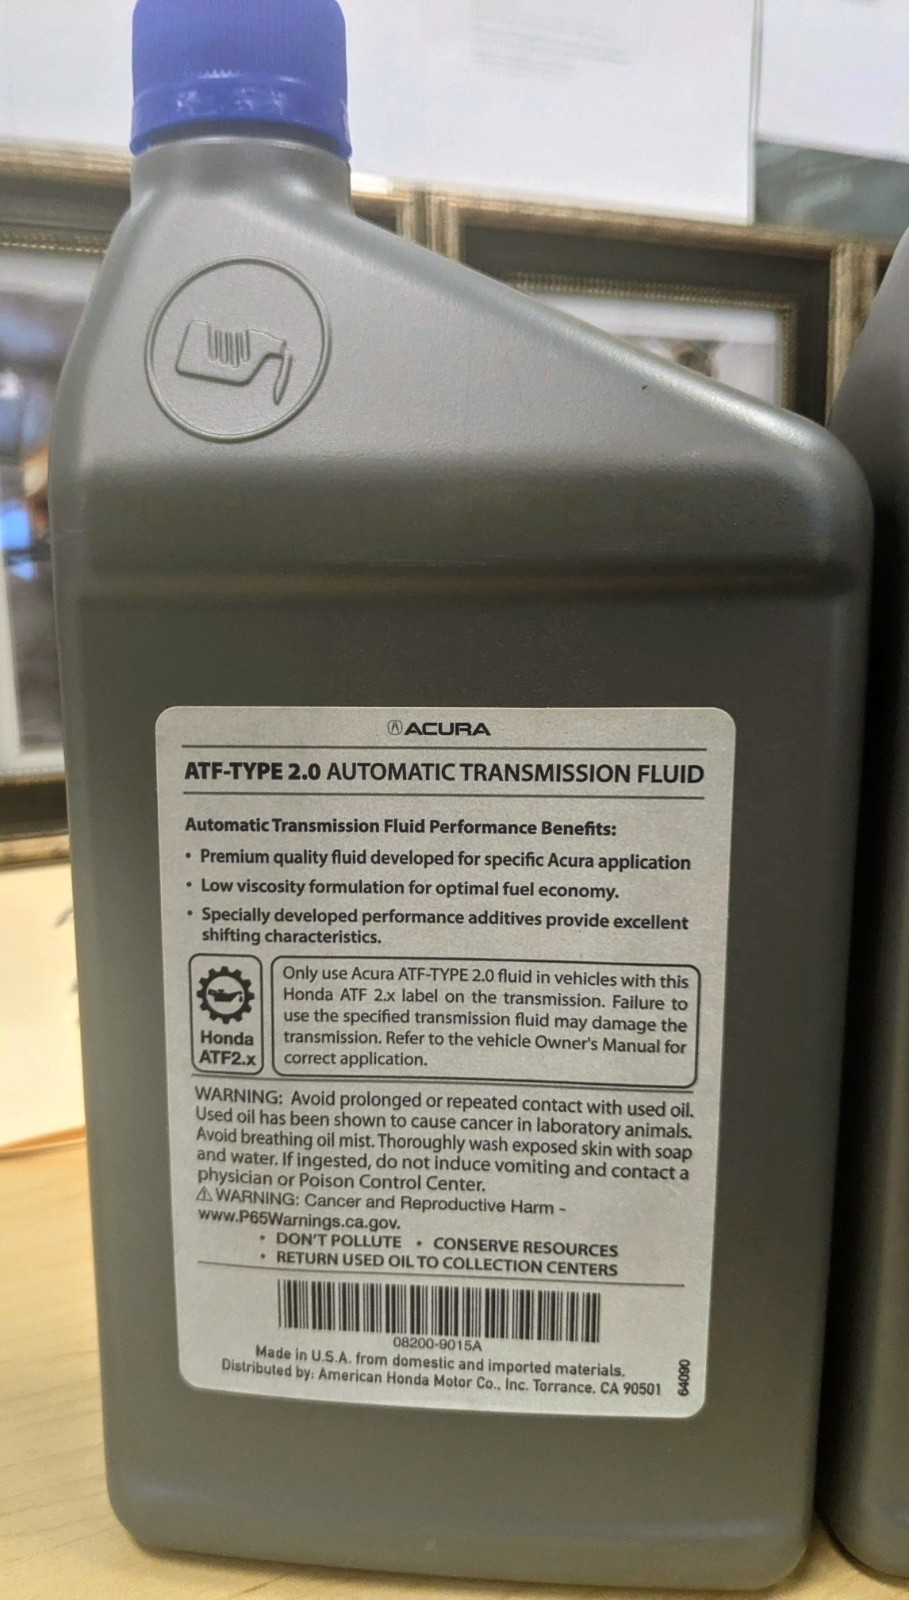 ACURA
ATF-TYPE 2.0 AUTOMATIC TRANSMISSION FLUID
Automatic Transmission Fluid Performance Benefits:
• Premium quality fluid developed for specific Acura application
• Low viscosity formulation for optimal fuel economy.
• Specially developed performance additives provide excellent
shifting characteristics.
Honda
ATF2.x
Only use Acura ATF-TYPE 2.0 fluid in vehicles with this
Honda ATF 2.x label on the transmission. Failure to
use the specified transmission fluid may damage the
transmission. Refer to the vehicle Owner's Manual for
correct application.
WARNING: Avoid prolonged or repeated contact with used oil.
Used oil has been shown to cause cancer in laboratory animals.
Avoid breathing oil mist. Thoroughly wash exposed skin with soap
and water. If ingested, do not induce vomiting and contact a
physician or Poison Control Center.
⚠ WARNING: Cancer and Reproductive Harm -
www.P65Warnings.ca.gov.
• DON'T POLLUTE • CONSERVE RESOURCES
• RETURN USED OIL TO COLLECTION CENTERS
08200-9015A
Made in U.S.A. from domestic and imported materials.
Distributed by: American Honda Motor Co., Inc. Torrance. CA 90501
64090